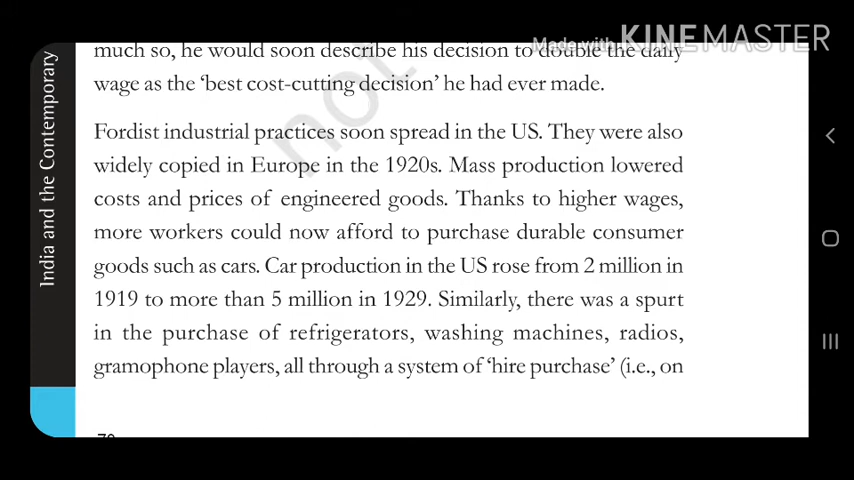 Made with KINEMASTER
much so, he would soon describe his decision to double the daily
wage as the ‘best cost-cutting decision’ he had ever made.
Fordist industrial practices soon spread in the US. They were also
widely copied in Europe in the 1920s. Mass production lowered
costs and prices of engineered goods. Thanks to higher wages,
more workers could now afford to purchase durable consumer
goods such as cars. Car production in the US rose from 2 million in
1919 to more than 5 million in 1929. Similarly, there was a spurt
in the purchase of refrigerators, washing machines, radios,
gramophone players, all through a system of ‘hire purchase’ (i.e., on
India and the Contemporary
not